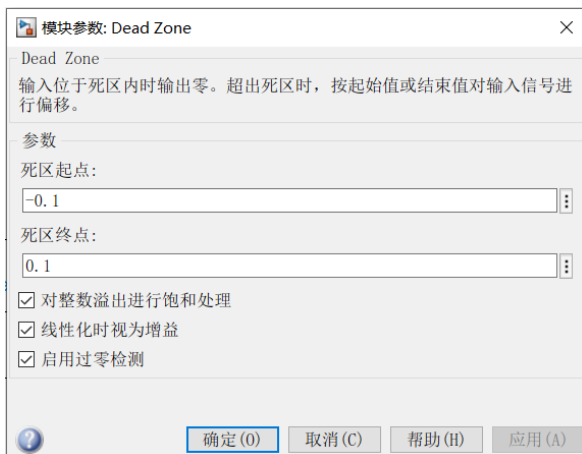 模块参数: Dead Zone
Dead Zone
输入位于死区内时输出零。超出死区时，按起始值或结束值对输入信号进
行偏移。
参数
死区起点:
-0.1
死区终点:
0.1
对整数溢出进行饱和处理
线性化时视为增益
启用过零检测
确定(O) 取消(C) 帮助(H) 应用(A)